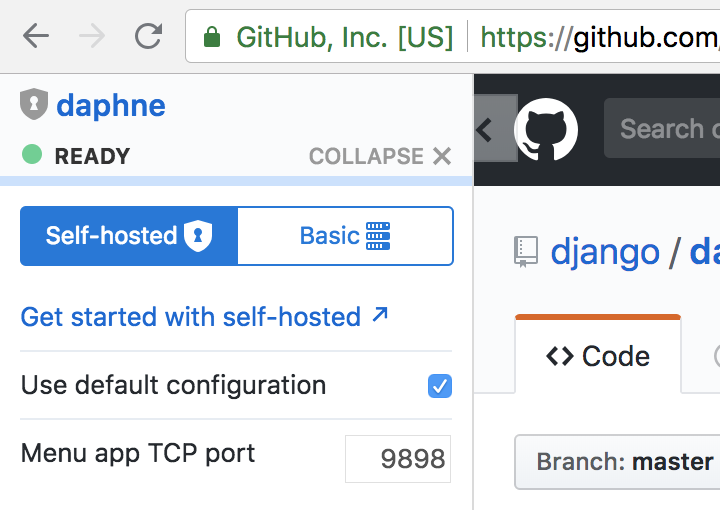 GitHub, Inc. [US] https://github.com/
daphne
READY COLLAPSE
Search
Self-hosted Basic
django /
Get started with self-hosted
Code
Use default configuration
Menu app TCP port 9898
Branch: master